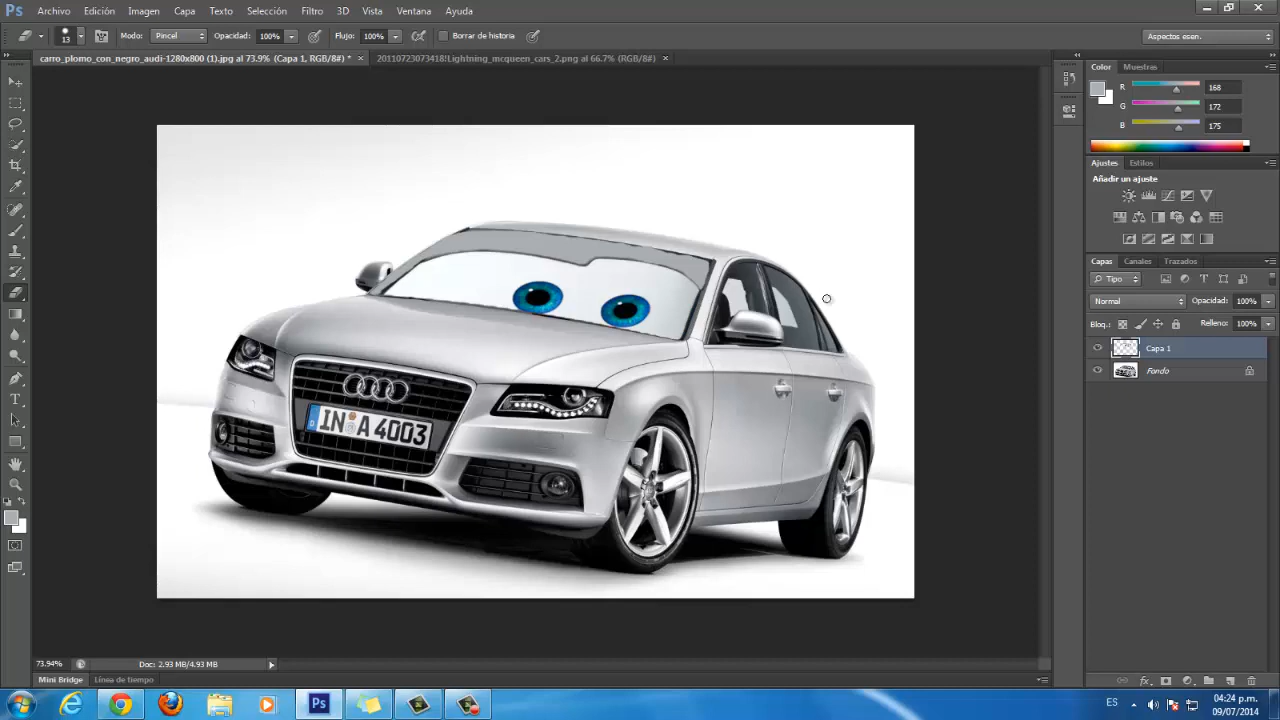 Ps Archivo Edición Imagen Capa Texto Selección Filtro 3D Vista Ventana Ayuda
13 Modo: Pincel Opacidad: 100% Flujo: 100% Borrar de historia Aspectos esen.
carro_plomo_con_negro_audi-1280x800 (1).jpg al 73.9% (Capa 1, RGB/8#) * 20110723073418!Lightning_mcqueen_cars_2.png al 66.7% (RGB/8#)
Color Muestras
R 168
G 172
B 175
Ajustes Estilos
Añadir un ajuste
Capas Canales Trazados
Tipo
Normal Opacidad: 100%
Bloq.: Relleno: 100%
Capa 1
Fondo
IN A 4003
D
73.94% Doc: 2.93 MB/4.93 MB
Mini Bridge Línea de tiempo
Ps ES 04:24 p.m.
09/07/2014